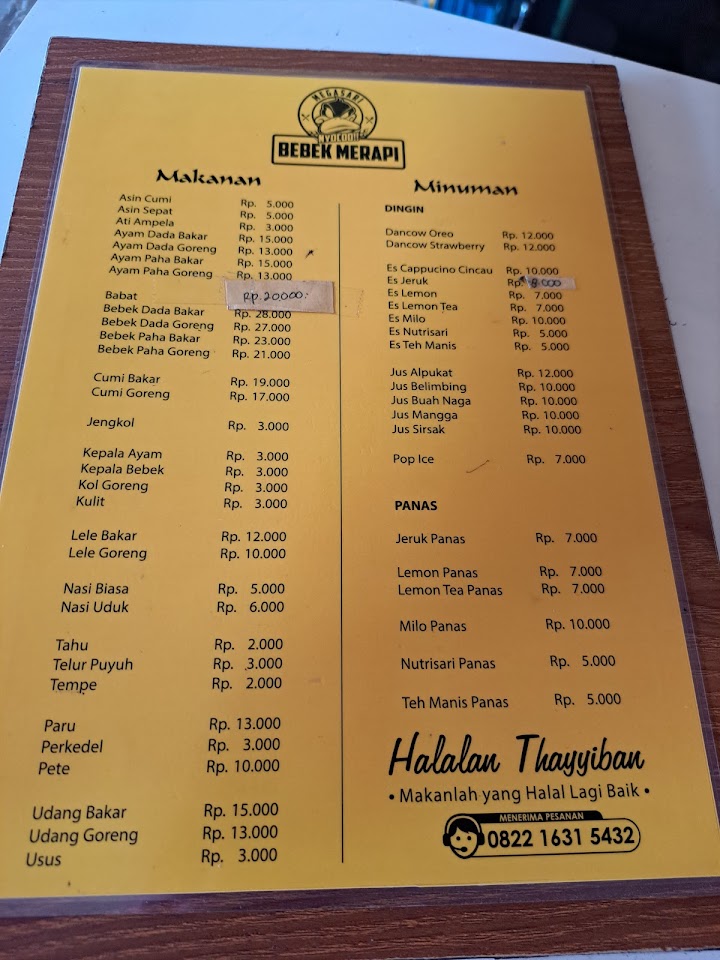 MEGASARI
BEBEK MERAPI
Makanan
Asin Cumi Rp. 5.000
Asin Sepat Rp. 5.000
Ati Ampela Rp. 3.000
Ayam Dada Bakar Rp. 15.000
Ayam Dada Goreng Rp. 13.000
Ayam Paha Bakar Rp. 15.000
Ayam Paha Goreng Rp. 13.000
Babat Rp. 20000.
Bebek Dada Bakar Rp. 28.000
Bebek Dada Goreng Rp. 27.000
Bebek Paha Bakar Rp. 23.000
Bebek Paha Goreng Rp. 21.000
Cumi Bakar Rp. 19.000
Cumi Goreng Rp. 17.000
Jengkol Rp. 3.000
Kepala Ayam Rp. 3.000
Kepala Bebek Rp. 3.000
Kol Goreng Rp. 3.000
Kulit Rp. 3.000
Lele Bakar Rp. 12.000
Lele Goreng Rp. 10.000
Nasi Biasa Rp. 5.000
Nasi Uduk Rp. 6.000
Tahu Rp. 2.000
Telur Puyuh Rp. 3.000
Tempe Rp. 2.000
Paru Rp. 13.000
Perkedel Rp. 3.000
Pete Rp. 10.000
Udang Bakar Rp. 15.000
Udang Goreng Rp. 13.000
Usus Rp. 3.000
Minuman
DINGIN
Dancow Oreo Rp. 12.000
Dancow Strawberry Rp. 12.000
Es Cappucino Cincau Rp. 10.000
Es Jeruk Rp. 8.000
Es Lemon Rp. 7.000
Es Lemon Tea Rp. 7.000
Es Milo Rp. 10.000
Es Nutrisari Rp. 5.000
Es Teh Manis Rp. 5.000
Jus Alpukat Rp. 12.000
Jus Belimbing Rp. 10.000
Jus Buah Naga Rp. 10.000
Jus Mangga Rp. 10.000
Jus Sirsak Rp. 10.000
Pop Ice Rp. 7.000
PANAS
Jeruk Panas Rp. 7.000
Lemon Panas Rp. 7.000
Lemon Tea Panas Rp. 7.000
Milo Panas Rp. 10.000
Nutrisari Panas Rp. 5.000
Teh Manis Panas Rp. 5.000
Halalan Thayyiban
• Makanlah yang Halal Lagi Baik •
MENERIMA PESANAN
0822 1631 5432